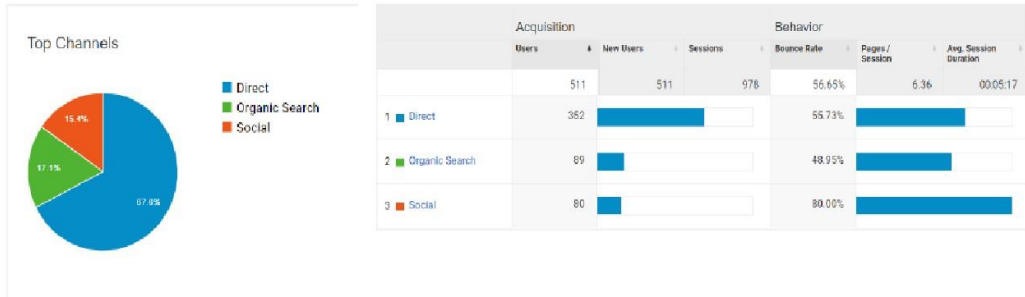 Top Channels
Direct
Organic Search
Social
15.4%
17.1%
67.6%
Acquisition Behavior
Users New Users Sessions Bounce Rate Pages / Session Avg. Session Duration
511 511 978 56.65% 6.36 00:05:17
1 Direct 352 55.73%
2 Organic Search 89 48.95%
3 Social 80 80.00%